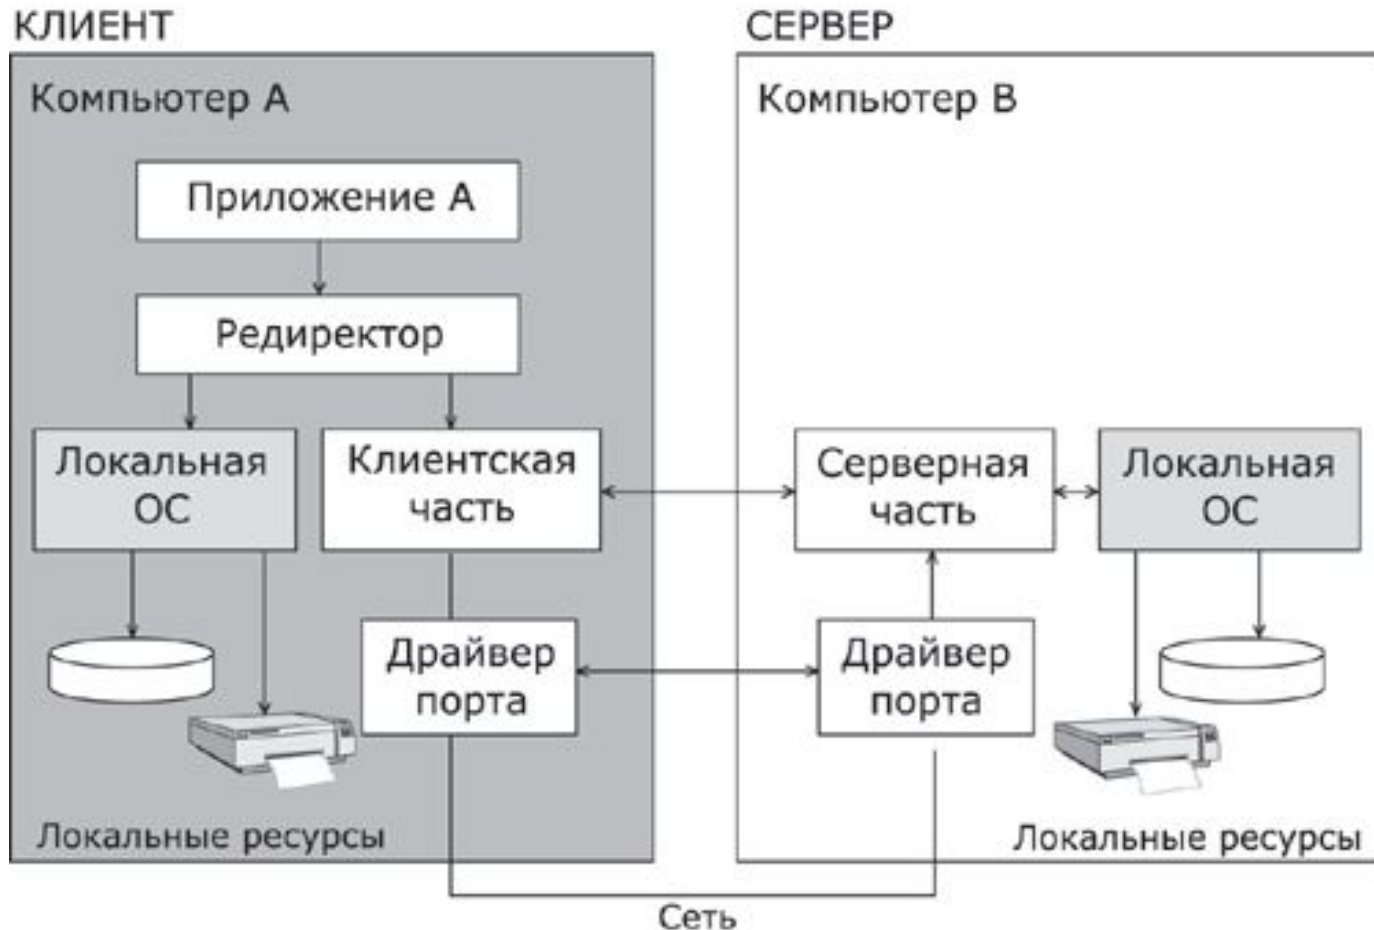 КЛИЕНТ
СЕРВЕР
Компьютер А
Компьютер В
Приложение А
Редиректор
Локальная
ОС
Клиентская
часть
Серверная
часть
Локальная
ОС
Драйвер
порта
Драйвер
порта
Локальные ресурсы
Локальные ресурсы
Сеть